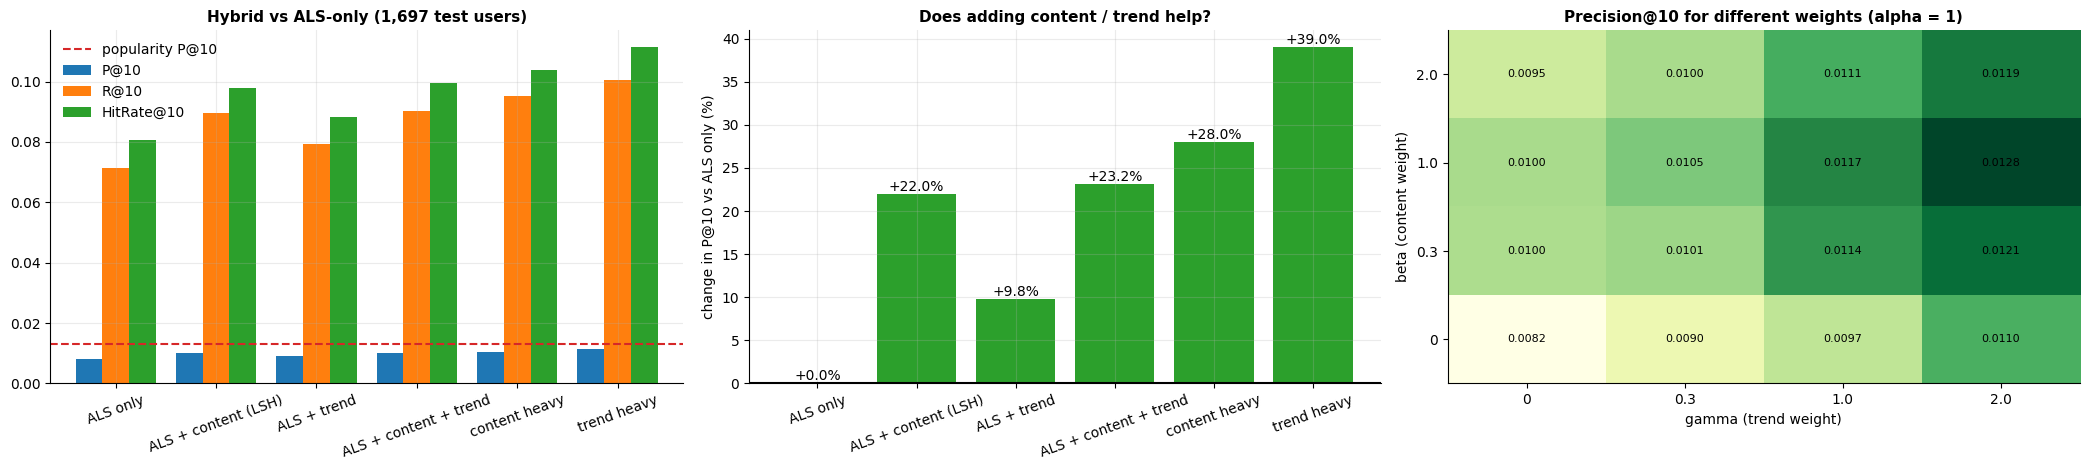 Hybrid vs ALS-only (1,697 test users)
popularity P@10
P@10
R@10
HitRate@10
0.10
0.08
0.06
0.04
0.02
0.00
ALS only
ALS + content (LSH)
ALS + trend
ALS + content + trend
content heavy
trend heavy
Does adding content / trend help?
change in P@10 vs ALS only (%)
40
35
30
25
20
15
10
5
0
+0.0%
+22.0%
+9.8%
+23.2%
+28.0%
+39.0%
ALS only
ALS + content (LSH)
ALS + trend
ALS + content + trend
content heavy
trend heavy
Precision@10 for different weights (alpha = 1)
beta (content weight)
2.0 0.0095 0.0100 0.0111 0.0119
1.0 0.0100 0.0105 0.0117 0.0128
0.3 0.0100 0.0101 0.0114 0.0121
0 0.0082 0.0090 0.0097 0.0110
0 0.3 1.0 2.0
gamma (trend weight)